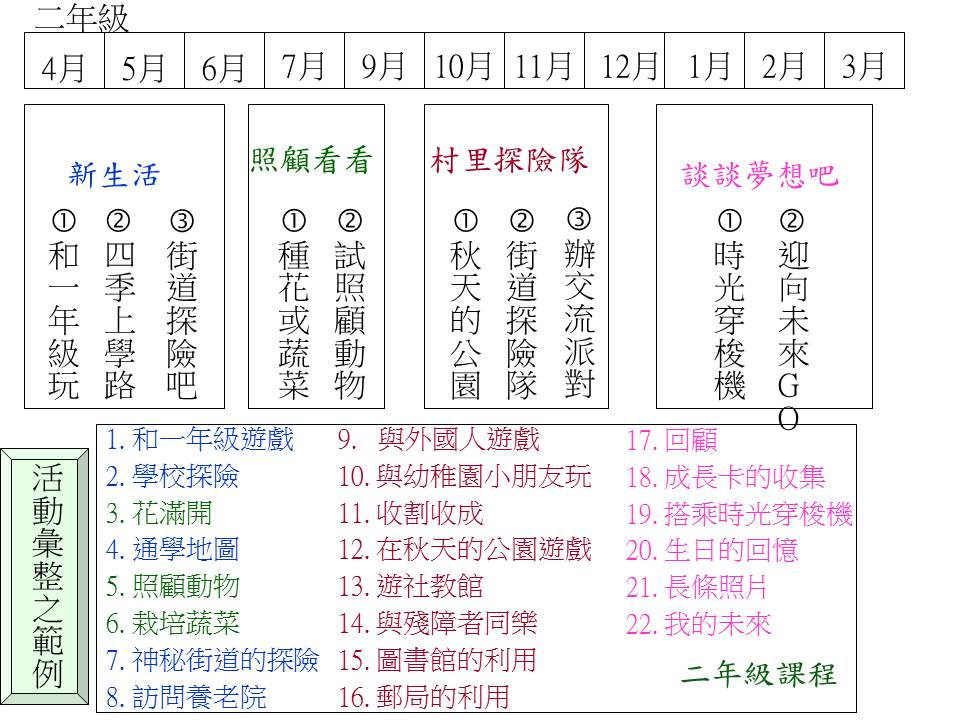 二年級
4月 5月 6月 7月 9月 10月 11月 12月 1月 2月 3月
新生活
①和一年級玩
②四季上學路
③街道探險吧
照顧看看
①種花或蔬菜
②試照顧動物
村里探險隊
①秋天的公園
②街道探險隊
③辦交流派對
談談夢想吧
①時光穿梭機
②迎向未來GO
活動彙整之範例
1. 和一年級遊戲
2. 學校探險
3. 花滿開
4. 通學地圖
5. 照顧動物
6. 栽培蔬菜
7. 神秘街道的探險
8. 訪問養老院
9. 與外國人遊戲
10. 與幼稚園小朋友玩
11. 收割收成
12. 在秋天的公園遊戲
13. 遊社教館
14. 與殘障者同樂
15. 圖書館的利用
16. 郵局的利用
17. 回顧
18. 成長卡的收集
19. 搭乘時光穿梭機
20. 生日的回憶
21. 長條照片
22. 我的未來
二年級課程